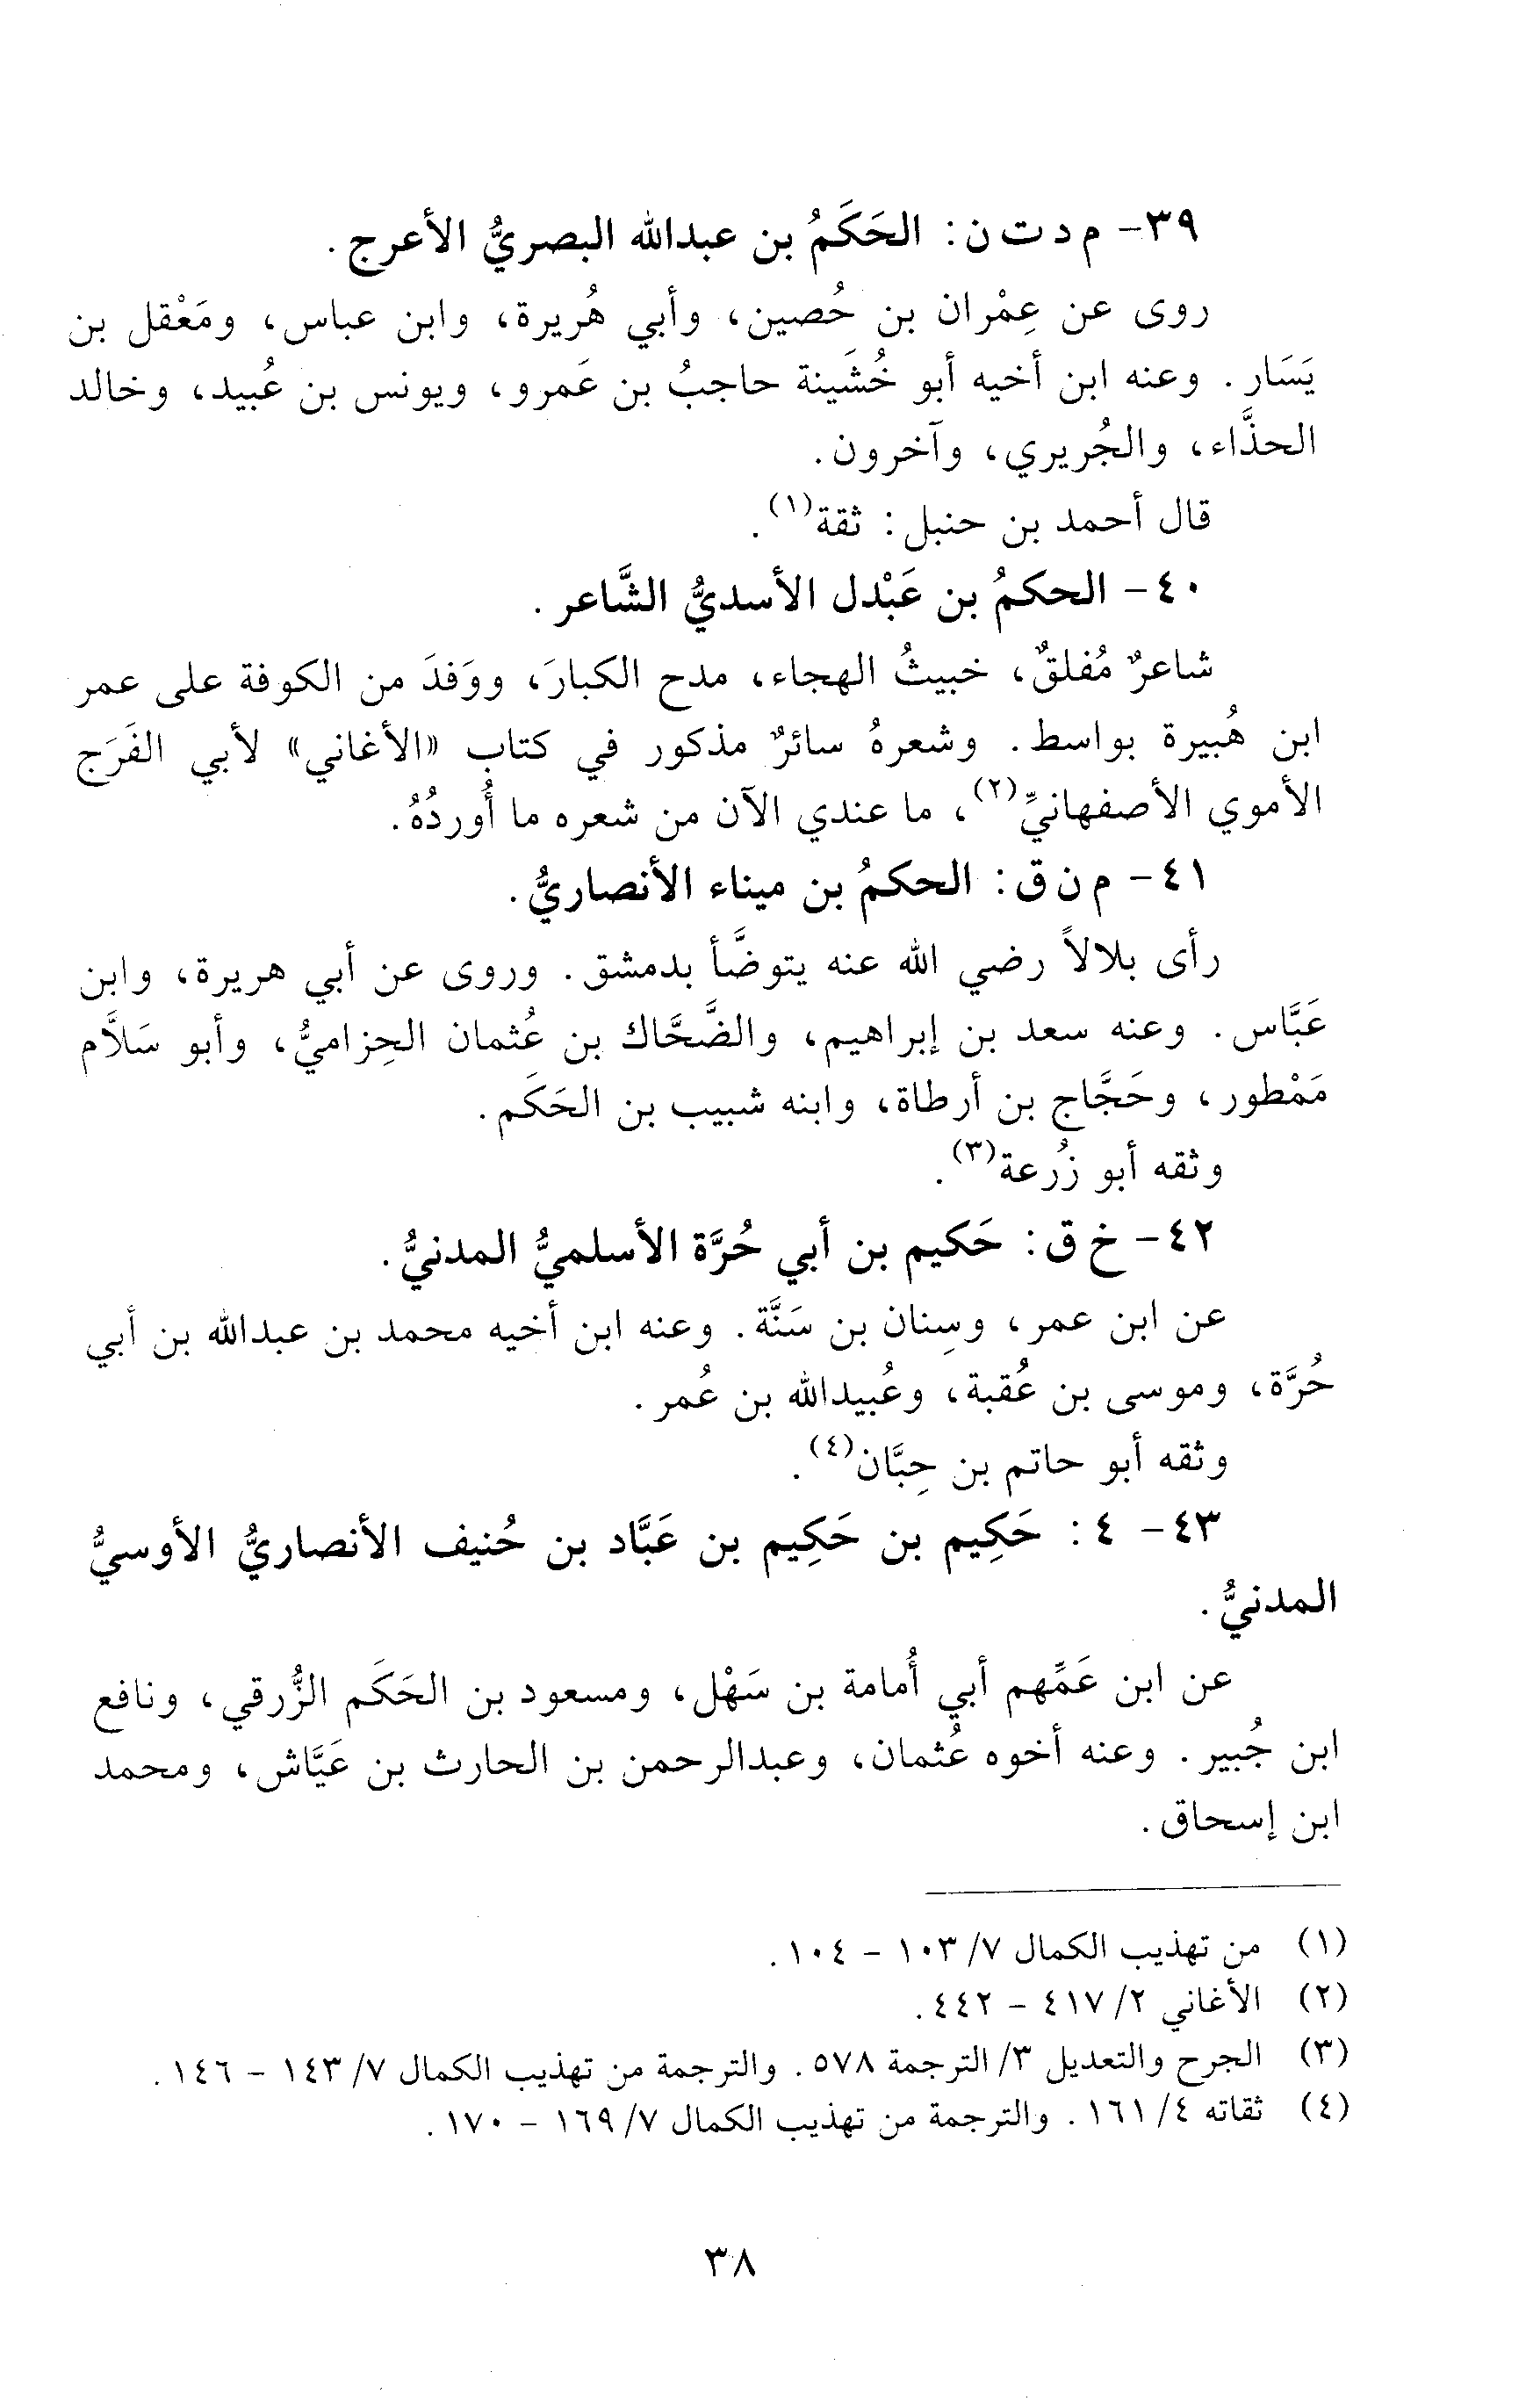 ٣٩- م د ت ن: الحَكَمُ بن عبدالله البصريُّ الأعرج.
روى عن عِمْران بن حُصين، وأبي هُريرة، وابن عباس، ومَعْقل بن
يَسَار. وعنه ابن أخيه أبو خُشَينة حاجبُ بن عَمرو، ويونس بن عُبيد، وخالد
الحذَّاء، والجُريري، وآخرون.
قال أحمد بن حنبل: ثقة(١).
٤٠- الحكمُ بن عَبْدل الأسديُّ الشَّاعر.
شاعرٌ مُفلقٌ، خبيثُ الهجاء، مدح الكبارَ، ووَفدَ من الكوفة على عمر
ابن هُبيرة بواسط. وشعرهُ سائرٌ مذكور في كتاب «الأغاني» لأبي الفَرَج
الأموي الأصفهانيِّ(٢)، ما عندي الآن من شعره ما أُوردُهُ.
٤١- م ن ق: الحكمُ بن ميناء الأنصاريُّ.
رأى بلالاً رضي الله عنه يتوضَّأ بدمشق. وروى عن أبي هريرة، وابن
عَبَّاس. وعنه سعد بن إبراهيم، والضَّحَّاك بن عُثمان الحِزاميُّ، وأبو سَلاَّم
مَمْطور، وحَجَّاج بن أرطاة، وابنه شبيب بن الحَكَم.
وثقه أبو زُرعة(٣).
٤٢- خ ق: حَكيم بن أبي حُرَّة الأسلميُّ المدنيُّ.
عن ابن عمر، وسِنان بن سَنَّة. وعنه ابن أخيه محمد بن عبدالله بن أبي
حُرَّة، وموسى بن عُقبة، وعُبيدالله بن عُمر.
وثقه أبو حاتم بن حِبَّان(٤).
٤٣- ٤: حَكِيم بن حَكِيم بن عَبَّاد بن حُنيف الأنصاريُّ الأوسيُّ
المدنيُّ.
عن ابن عَمِّهم أبي أُمامة بن سَهْل، ومسعود بن الحَكَم الزُّرقي، ونافع
ابن جُبير. وعنه أخوه عُثمان، وعبدالرحمن بن الحارث بن عَيَّاش، ومحمد
ابن إسحاق.
(١) من تهذيب الكمال ٧/ ١٠٣ - ١٠٤.
(٢) الأغاني ٢/ ٤١٧ - ٤٤٢.
(٣) الجرح والتعديل ٣/ الترجمة ٥٧٨. والترجمة من تهذيب الكمال ٧/ ١٤٣ - ١٤٦.
(٤) ثقاته ٤/ ١٦١. والترجمة من تهذيب الكمال ٧/ ١٦٩ - ١٧٠.
٣٨